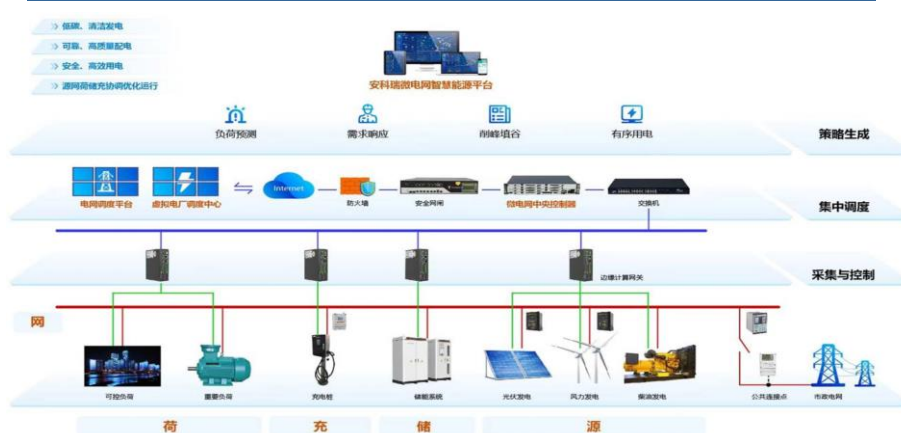 低碳、清洁发电
可靠、高质量配电
安全、高效用电
源网荷储充协调优化运行
安科瑞微电网智慧能源平台
负荷预测
需求响应
削峰填谷
有序用电
策略生成
电网调度平台
虚拟电厂调度中心
Internet
防火墙
安全网闸
微电网中央控制器
交换机
集中调度
边缘计算网关
采集与控制
网
可控负荷
重要负荷
充电桩
储能系统
光伏发电
风力发电
柴油发电
公共连接点
市政电网
荷
充
储
源